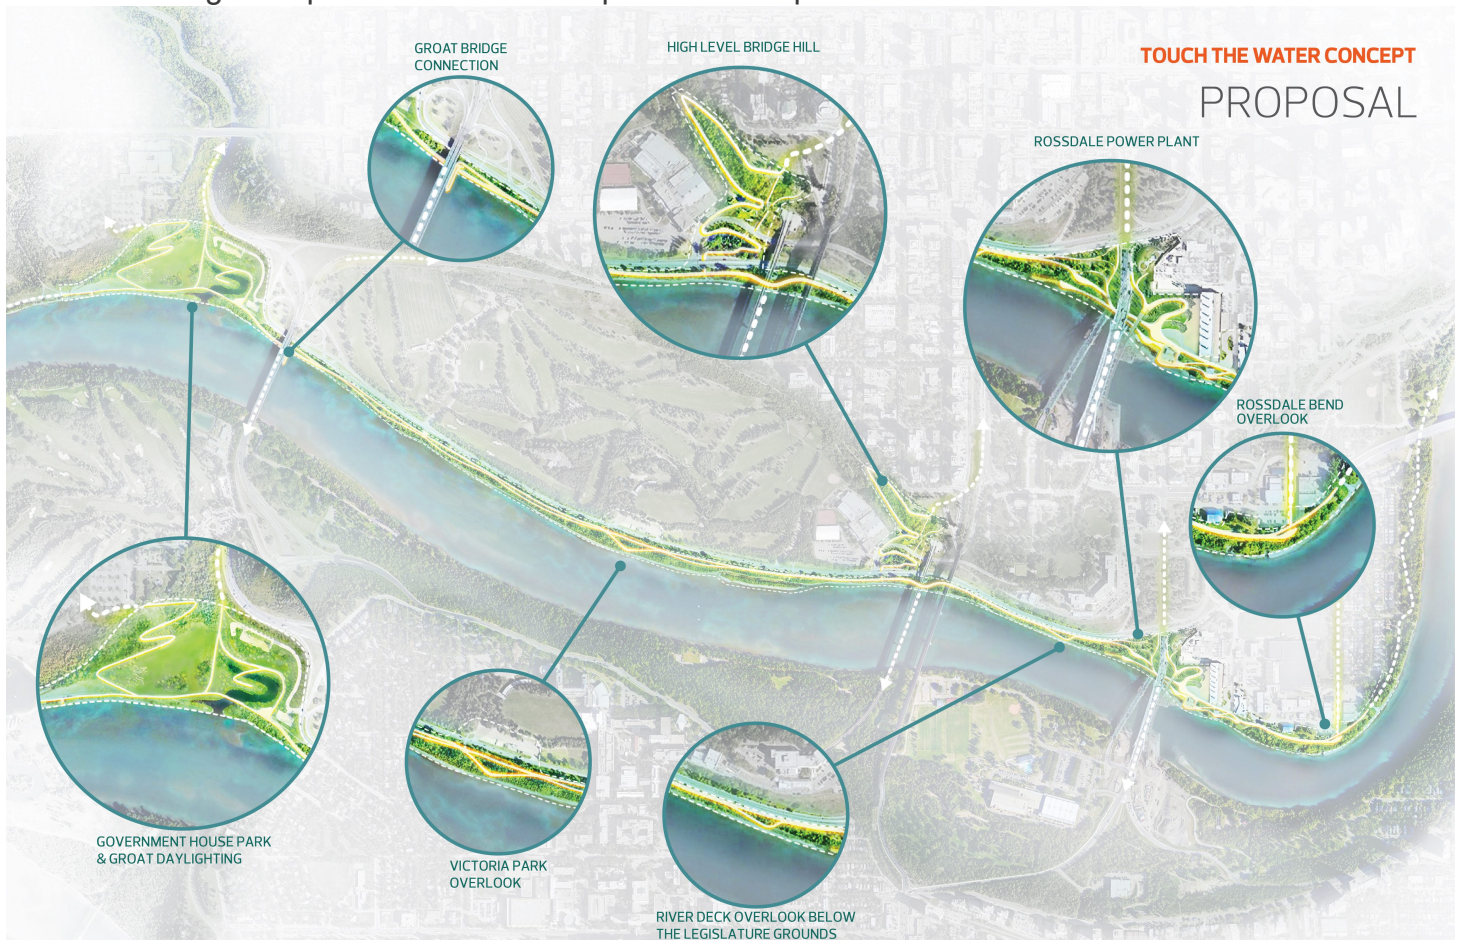 GROAT BRIDGE
CONNECTION
HIGH LEVEL BRIDGE HILL
TOUCH THE WATER CONCEPT
PROPOSAL
ROSSDALE POWER PLANT
ROSSDALE BEND
OVERLOOK
GOVERNMENT HOUSE PARK
& GROAT DAYLIGHTING
VICTORIA PARK
OVERLOOK
RIVER DECK OVERLOOK BELOW
THE LEGISLATURE GROUNDS